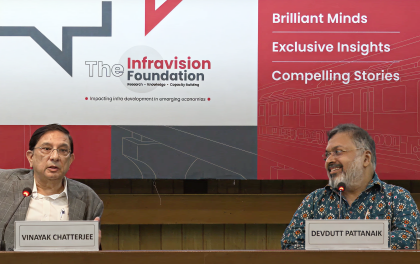 Brilliant Minds
Exclusive Insights
Compelling Stories
The Infravision
Foundation
Research • Knowledge • Capacity Building
• Impacting infra development in emerging economies •
VINAYAK CHATTERJEE
DEVDUTT PATTANAIK